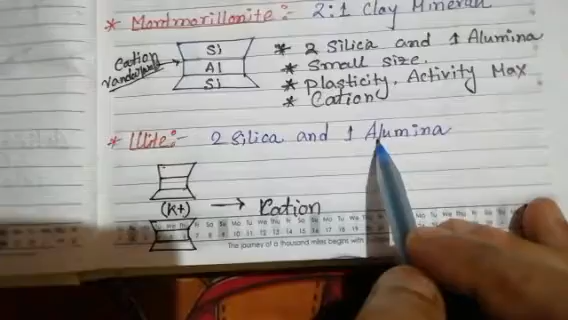 * Montmorillonite:- 2:1 Clay Mineral
Cation
Vanderwall
Si
Al
Si
* 2 Silica and 1 Alumina
* Small size.
* Plasticity, Activity Max
* Cation
* Illite:- 2 Silica and 1 Alumina
(K+) → Cation
The journey of a thousand miles begins with